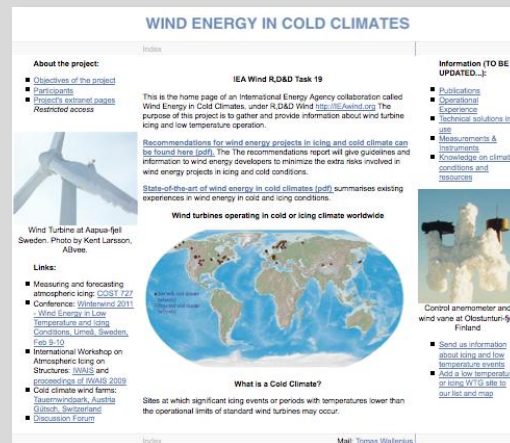 WIND ENERGY IN COLD CLIMATES
Index
About the project:
Objectives of the project
Participants
Project's extranet pages
Restricted access
Wind Turbine at Aapua-fjell
Sweden. Photo by Kent Larsson,
ABvee.
Links:
Measuring and forecasting
atmospheric icing: COST 727
Conference: Winterwind 2011
- Wind Energy in Low
Temperature and Icing
Conditions, Umeå, Sweden,
Feb 9-10
International Workshop on
Atmospheric Icing on
Structures: IWAIS and
proceedings of IWAIS 2009
Cold climate wind farms:
Tauernwindpark, Austria
Gütsch, Switzerland
Discussion Forum
IEA Wind R,D&D Task 19
This is the home page of an International Energy Agency collaboration called
Wind Energy in Cold Climates, under R,D&D Wind http://IEAwind.org The
purpose of this project is to gather and provide information about wind turbine
icing and low temperature operation.
Recommendations for wind energy projects in icing and cold climate can
be found here (pdf). The The recommendations report will give guidelines and
information to wind energy developers to minimize the extra risks involved in
wind energy projects in icing and cold conditions.
State-of-the-art of wind energy in cold climates (pdf) summarises existing
experiences in wind energy in cold and icing conditions.
Wind turbines operating in cold or icing climate worldwide
What is a Cold Climate?
Sites at which significant icing events or periods with temperatures lower than
the operational limits of standard wind turbines may occur.
Information (TO BE
UPDATED...):
Publications
Operational
Experience
Technical solutions in
use
Measurements &
Instruments
Knowledge on climat
conditions and
resources
Control anemometer and
wind vane at Olostunturi-fj
Finland
Send us information
about icing and low
temperature events
Add a low temperatu
or icing WTG site to
our list and map
Index
Mail: Tomas Wallenius